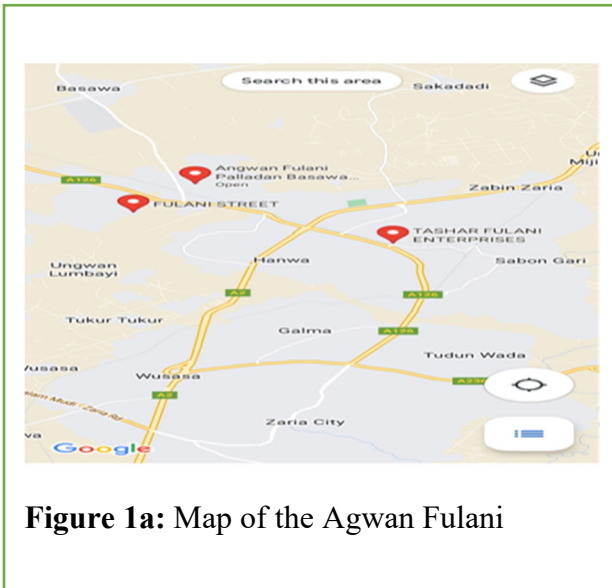 Search this area
Basawa
Sakadadi
Angwan Fulani
Palladan Basawa...
Open
A126
FULANI STREET
Zabin Zaria
TASHAR FULANI
ENTERPRISES
Hanwa
Sabon Gari
Ungwan
Lumbayi
A2
A126
Tukur Tukur
Galma
A126
Tudun Wada
Wusasa
A2
Zaria City
Google
Figure 1a: Map of the Agwan Fulani